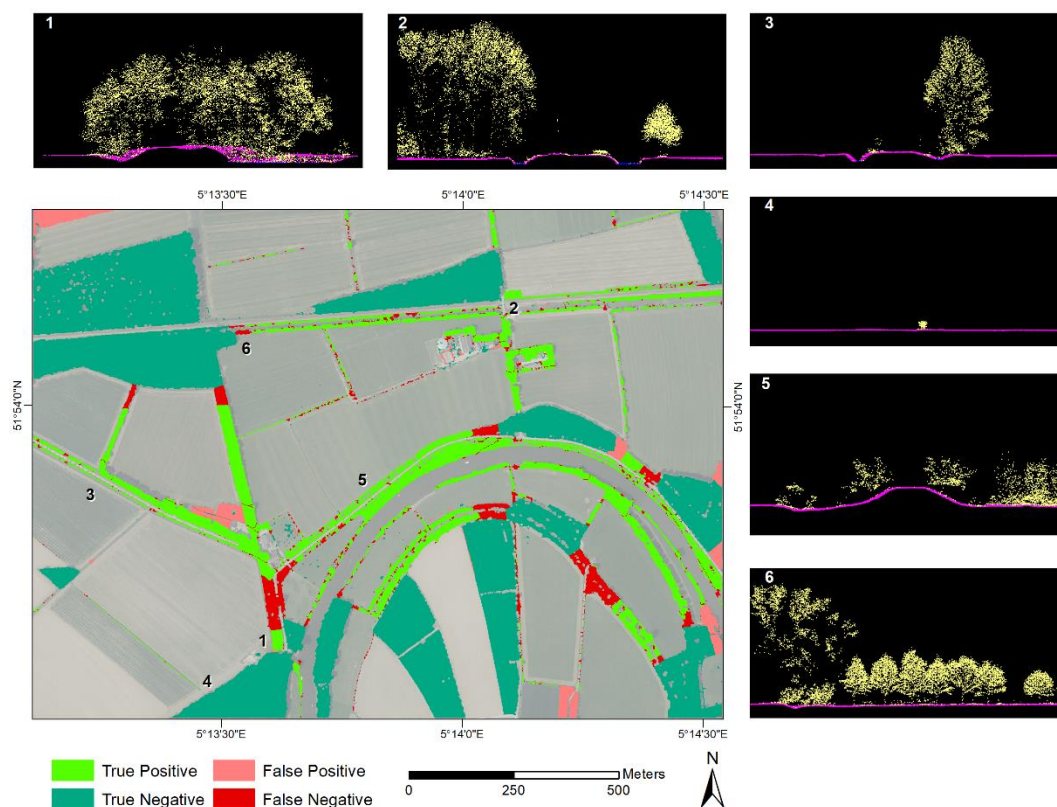 1
2
3
4
5
6
5°13'30"E
5°14'0"E
5°14'30"E
51°54'0"N
51°54'0"N
2
6
3
5
1
4
5°13'30"E
5°14'0"E
5°14'30"E
True Positive
False Positive
True Negative
False Negative
Meters
0
250
500
N